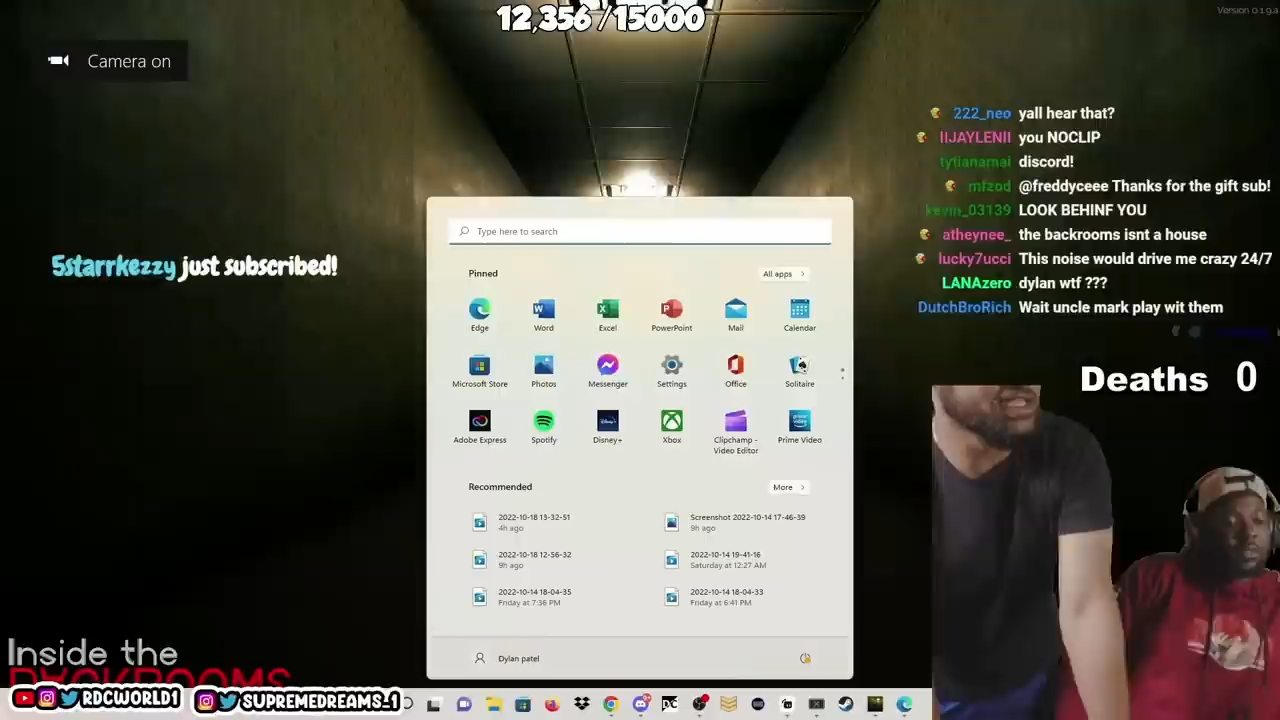 12,356 /15000
Version 0.1.9.a
Camera on
222_neo yall hear that?
IIJAYLENII you NOCLIP
tytianamai discord!
mfzod @freddyceee Thanks for the gift sub!
kevin_03139 LOOK BEHINF YOU
atheynee_ the backrooms isnt a house
lucky7ucci This noise would drive me crazy 24/7
LANAzero dylan wtf ???
DutchBroRich Wait uncle mark play wit them
5starrkezzy just subscribed!
Deaths 0
Type here to search
Pinned
All apps
Edge Word Excel PowerPoint Mail Calendar
Microsoft Store Photos Messenger Settings Office Solitaire
Adobe Express Spotify Disney+ Xbox Clipchamp - Prime Video
Video Editor
Recommended
More
2022-10-18 13-32-51
4h ago
Screenshot 2022-10-14 17-46-39
9h ago
2022-10-18 12-56-32
9h ago
2022-10-14 19-41-16
Saturday at 12:27 AM
2022-10-14 18-04-35
Friday at 7:36 PM
2022-10-14 18-04-33
Friday at 6:41 PM
Dylan patel
Inside the
RDCWORLD1 SUPREMEDREAMS_1